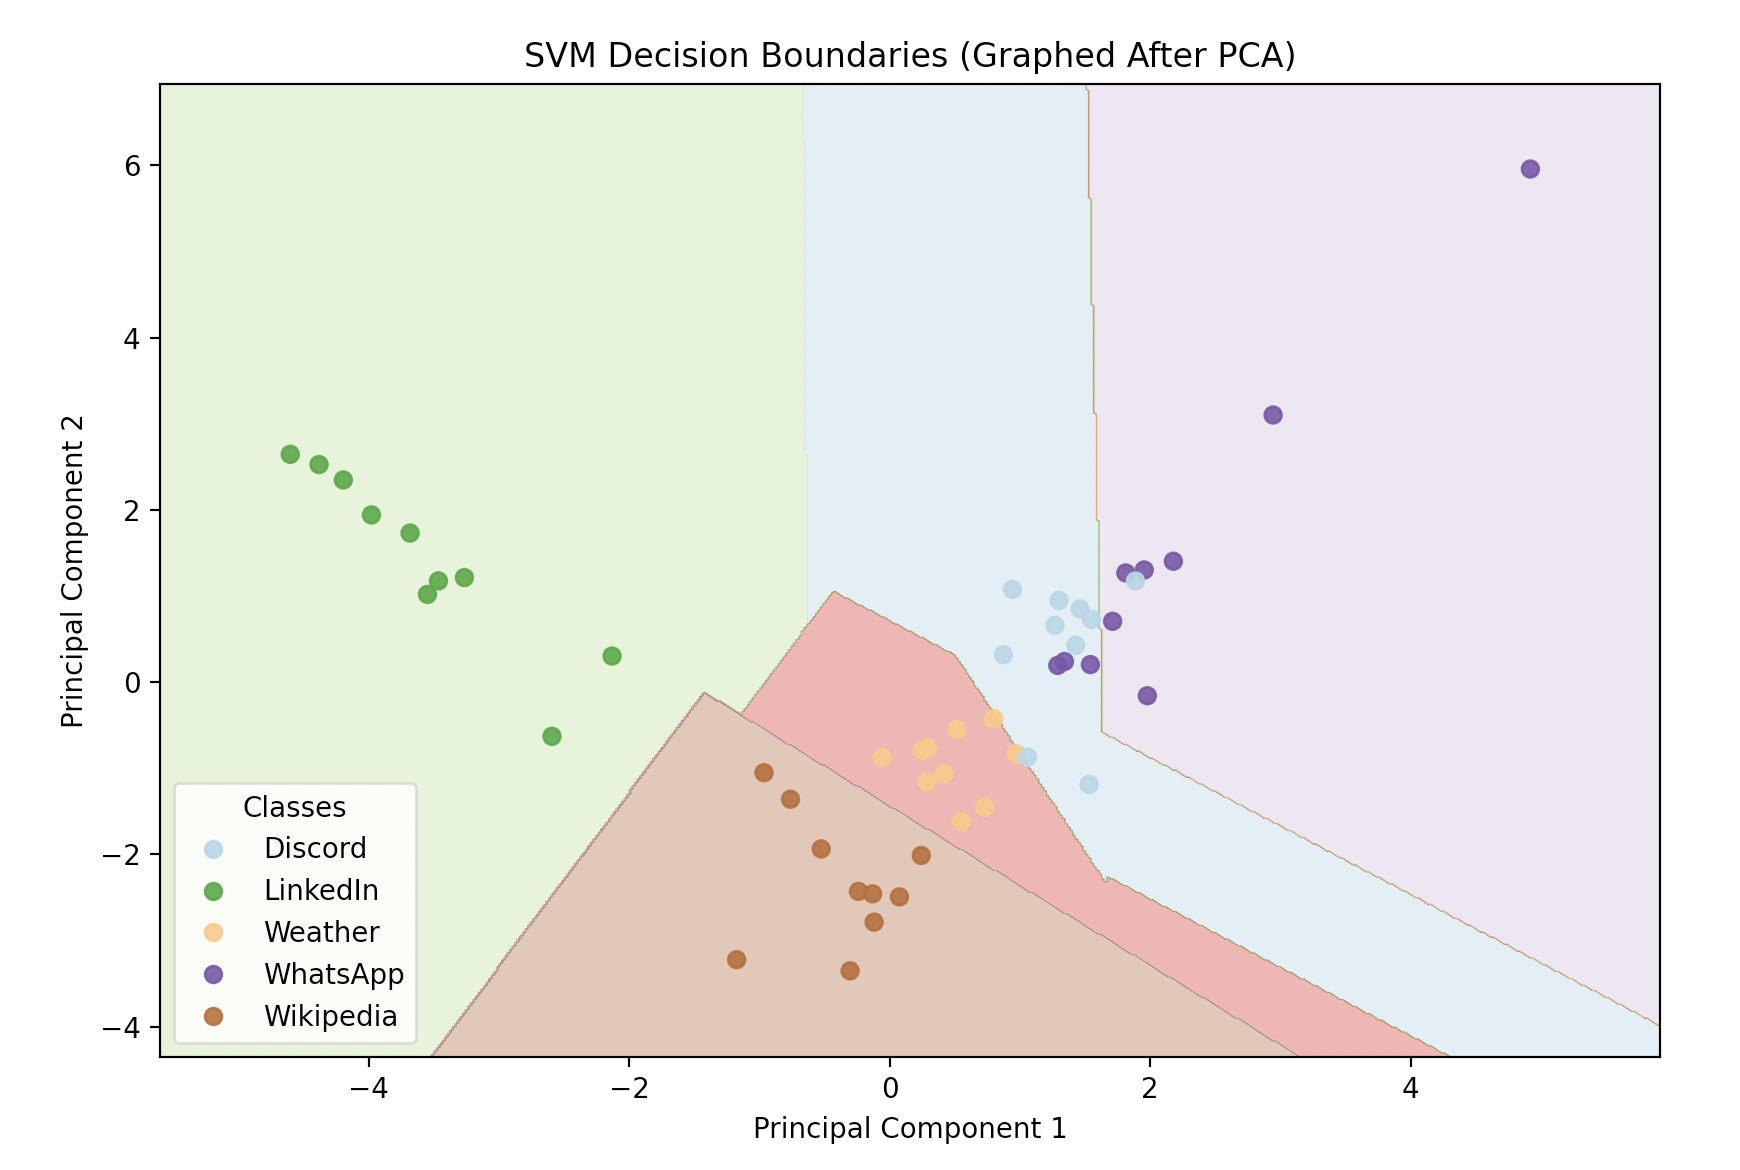 SVM Decision Boundaries (Graphed After PCA)
Principal Component 2
6
4
2
0
−2
−4
Classes
Discord
LinkedIn
Weather
WhatsApp
Wikipedia
−4
−2
0
2
4
Principal Component 1